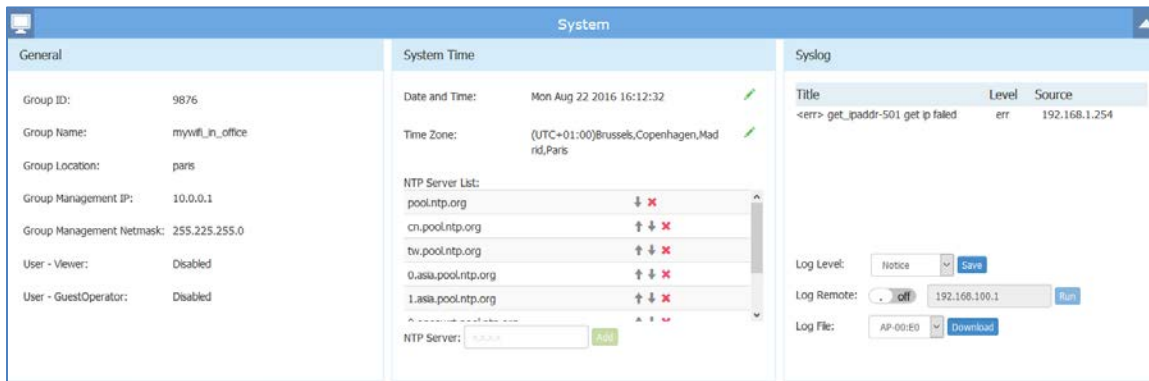 System
General
Group ID: 9876
Group Name: mywifi_in_office
Group Location: paris
Group Management IP: 10.0.0.1
Group Management Netmask: 255.225.255.0
User - Viewer: Disabled
User - GuestOperator: Disabled
System Time
Date and Time: Mon Aug 22 2016 16:12:32
Time Zone: (UTC+01:00)Brussels,Copenhagen,Mad
rid,Paris
NTP Server List:
pool.ntp.org
cn.pool.ntp.org
tw.pool.ntp.org
0.asia.pool.ntp.org
1.asia.pool.ntp.org
NTP Server: Add
Syslog
Title Level Source
<err> get_ipaddr-501 get ip failed err 192.168.1.254
Log Level: Notice Save
Log Remote: off 192.168.100.1 Run
Log File: AP-00:E0 Download